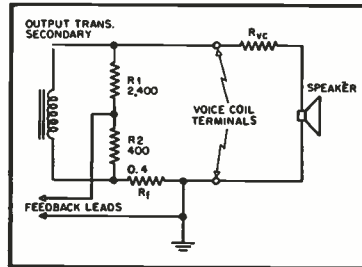 OUTPUT TRANS.
SECONDARY
RVC
R1
2,400
VOICE COIL
TERMINALS
SPEAKER
R2
400
0.4
Rf
FEEDBACK LEADS